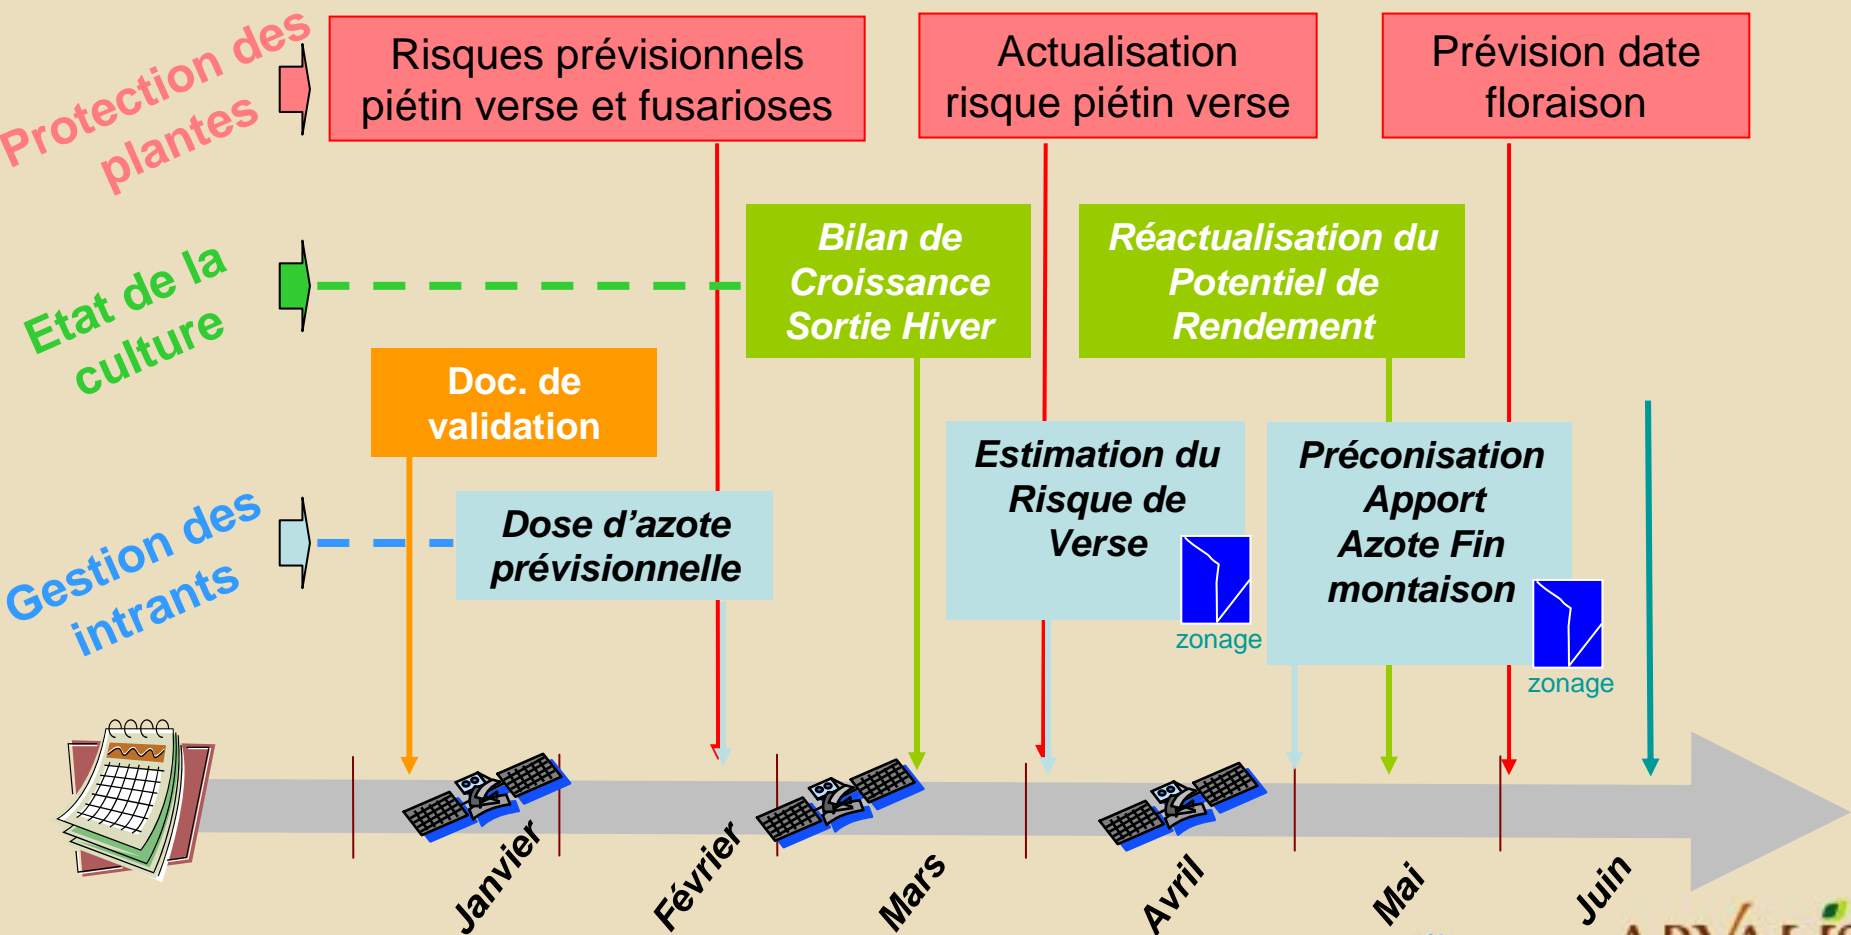 Protection des
plantes
Risques prévisionnels
piétin verse et fusarioses
Actualisation
risque piétin verse
Prévision date
floraison
Etat de la
culture
Bilan de
Croissance
Sortie Hiver
Réactualisation du
Potentiel de
Rendement
Doc. de
validation
Gestion des
intrants
Dose d’azote
prévisionnelle
Estimation du
Risque de
Verse
zonage
Préconisation
Apport
Azote Fin
montaison
zonage
Janvier
Février
Mars
Avril
Mai
Juin